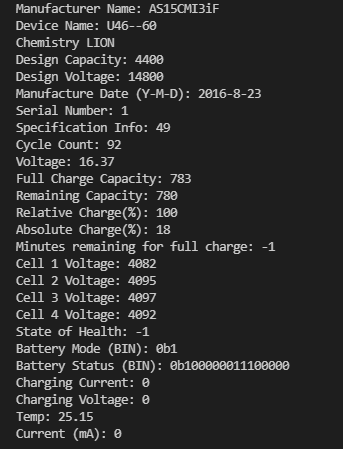 Manufacturer Name: AS15CMI3iF
Device Name: U46--60
Chemistry LION
Design Capacity: 4400
Design Voltage: 14800
Manufacture Date (Y-M-D): 2016-8-23
Serial Number: 1
Specification Info: 49
Cycle Count: 92
Voltage: 16.37
Full Charge Capacity: 783
Remaining Capacity: 780
Relative Charge(%): 100
Absolute Charge(%): 18
Minutes remaining for full charge: -1
Cell 1 Voltage: 4082
Cell 2 Voltage: 4095
Cell 3 Voltage: 4097
Cell 4 Voltage: 4092
State of Health: -1
Battery Mode (BIN): 0b1
Battery Status (BIN): 0b100000011100000
Charging Current: 0
Charging Voltage: 0
Temp: 25.15
Current (mA): 0